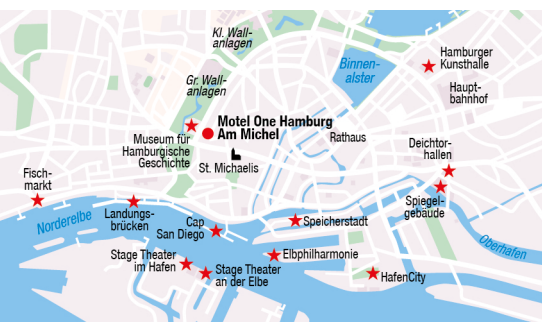 Kl. Wall-
anlagen
Hamburger
Kunsthalle
Binnen-
alster
Gr. Wall-
anlagen
Haupt-
bahnhof
Motel One Hamburg
Am Michel
Museum für
Hamburgische
Geschichte
Rathaus
Deichtor-
hallen
St. Michaelis
Fisch-
markt
Spiegel-
gebäude
Norderelbe
Landungs-
brücken
Cap
San Diego
Speicherstadt
Oberhafen
Stage Theater
im Hafen
Elbphilharmonie
Stage Theater
an der Elbe
HafenCity